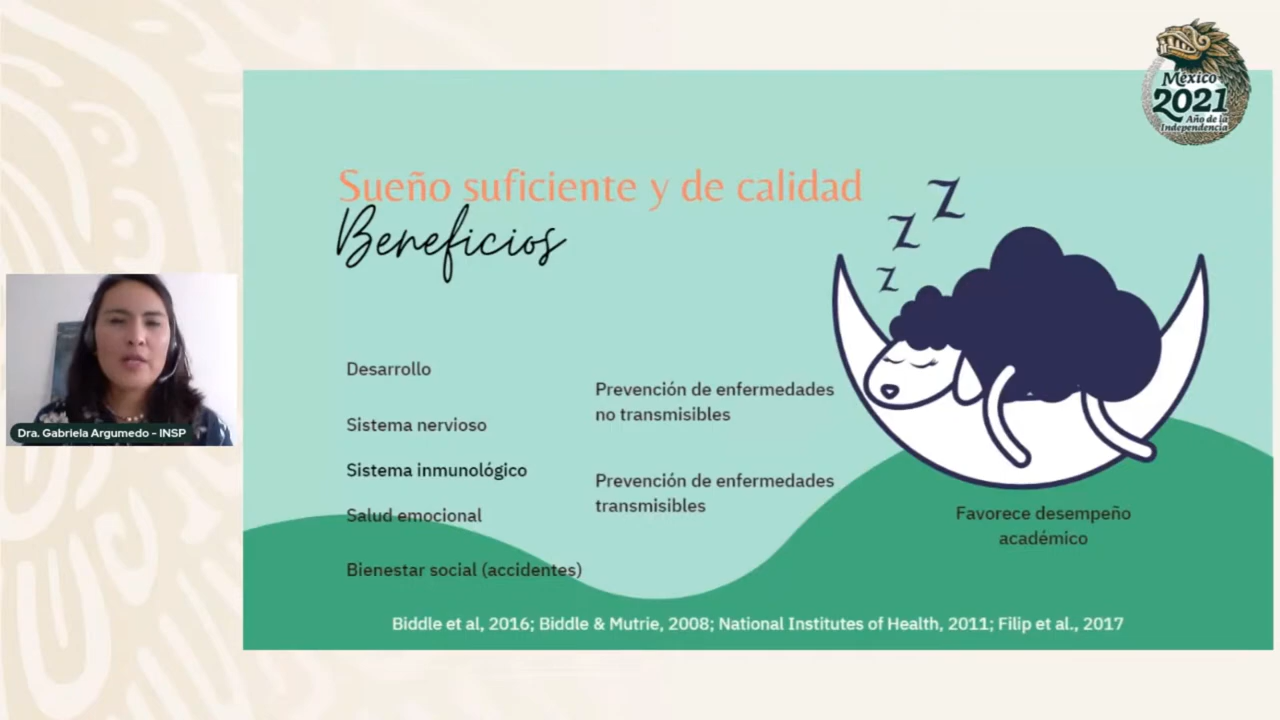 México
2021
Año de la
Independencia
Sueño suficiente y de calidad
Beneficios
Z
Z
Z
Desarrollo
Sistema nervioso
Sistema inmunológico
Salud emocional
Bienestar social (accidentes)
Prevención de enfermedades
no transmisibles
Prevención de enfermedades
transmisibles
Favorece desempeño
académico
Biddle et al, 2016; Biddle & Mutrie, 2008; National Institutes of Health, 2011; Filip et al., 2017
Dra. Gabriela Argumedo - INSP